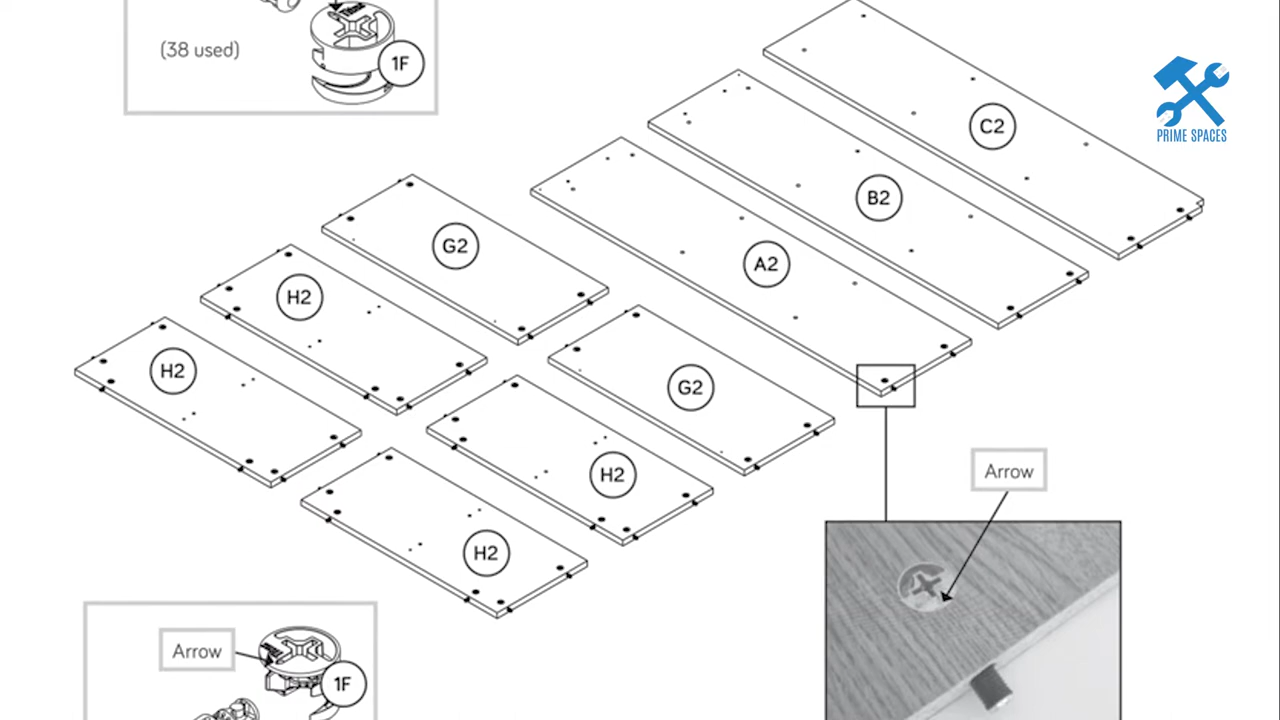 (38 used)
1F
C2
PRIME SPACES
B2
G2
A2
H2
H2
G2
H2
H2
Arrow
Arrow
1F